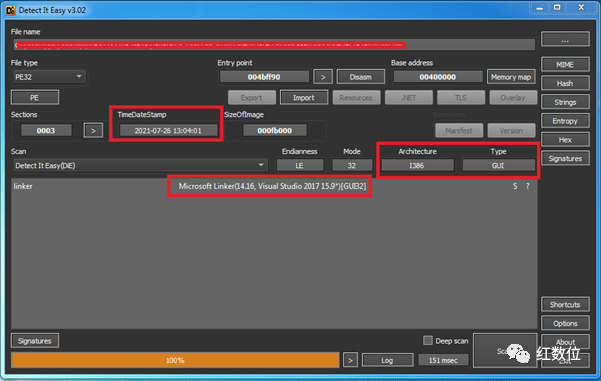 Detect It Easy v3.02
File name
...
File type Entry point Base address
PE32 004bff90 > Disasm 00400000 Memory map MIME
PE Export Import Resources .NET TLS Overlay Hash
Sections TimeDateStamp SizeOfImage Strings
0003 > 2021-07-26 13:04:01 000fb000 Manifest Version Entropy
Scan Endianness Mode Architecture Type Hex
Detect It Easy(DiE) LE 32 I386 GUI Signatures
linker Microsoft Linker(14.16, Visual Studio 2017 15.9*)[GUI32] S ?
Shortcuts
Options
Signatures Deep scan About
100% > Log 151 msec
红数位